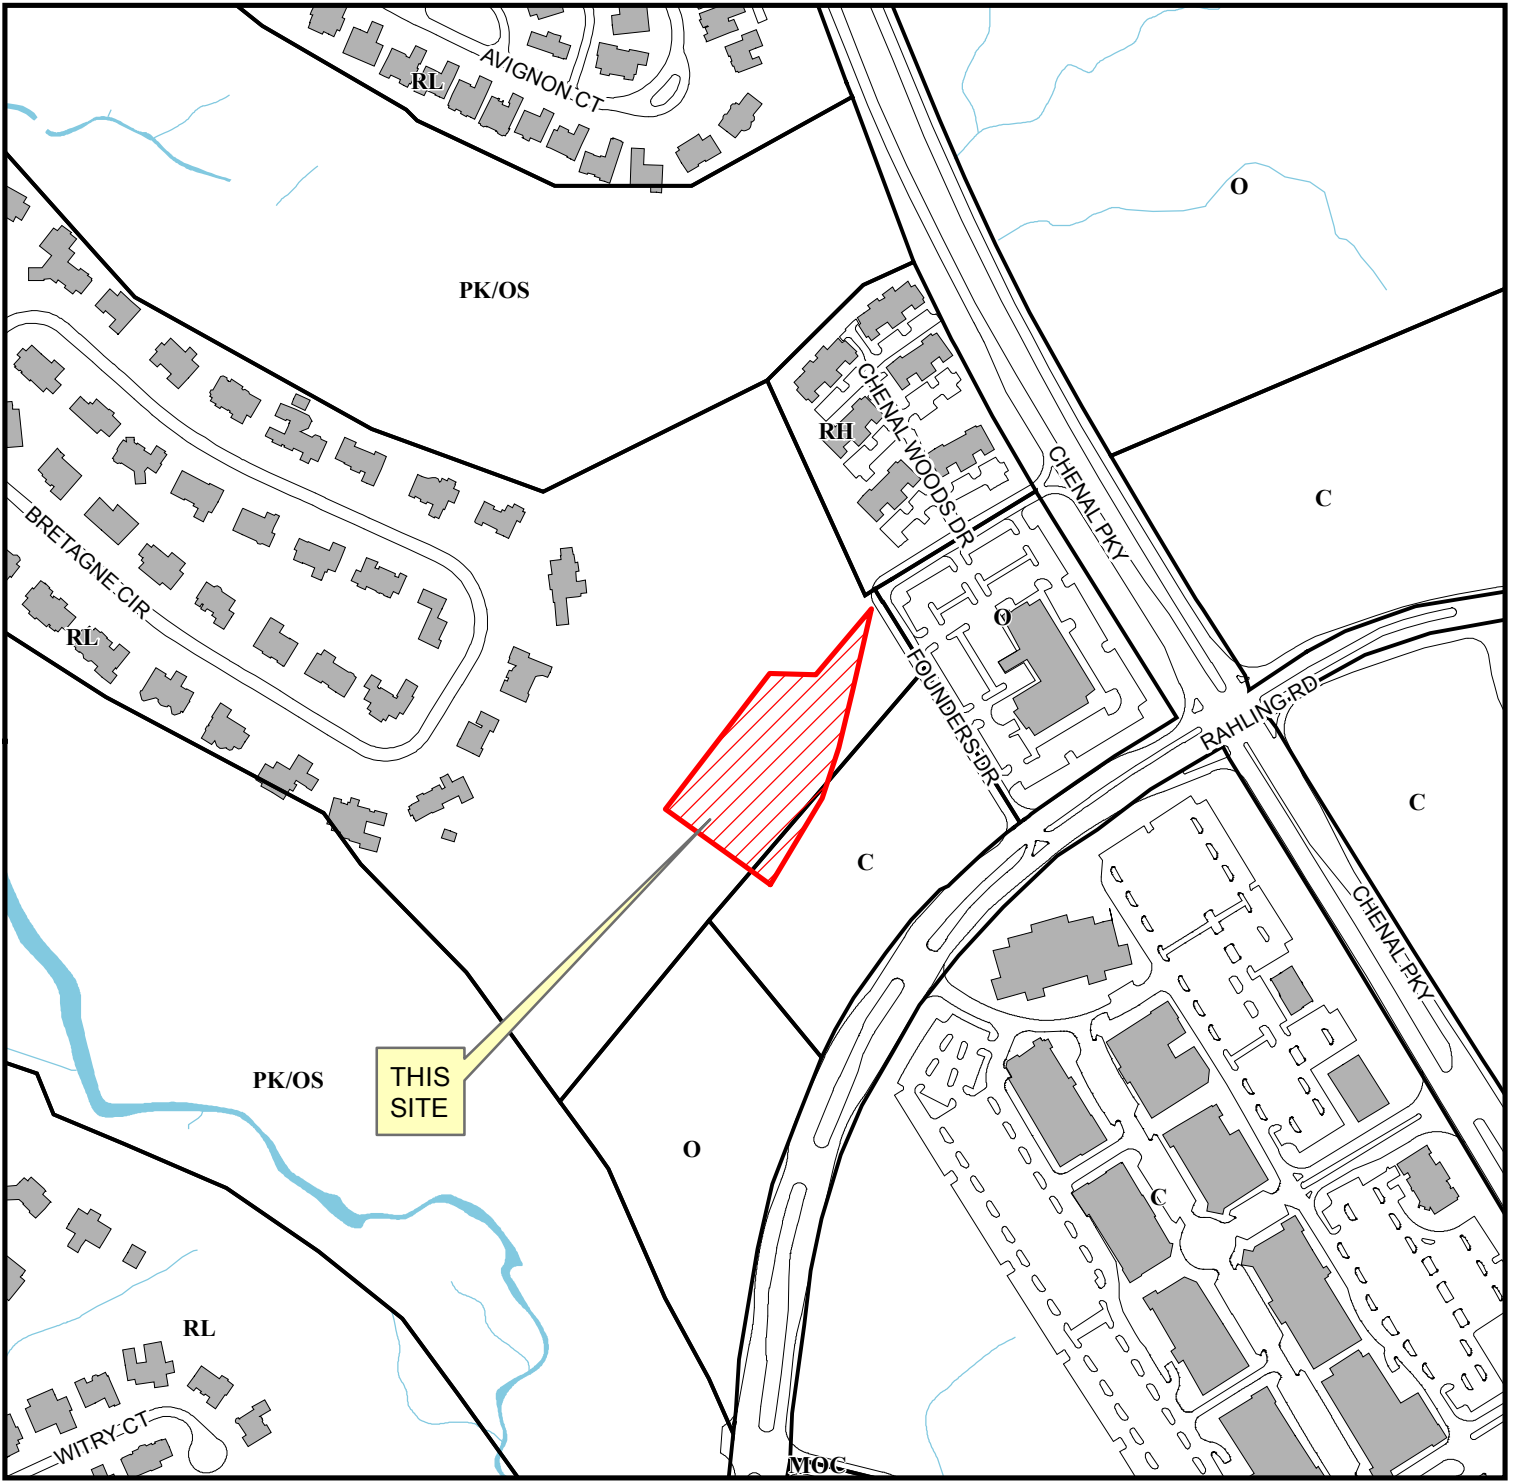 AVIGNON CT
RL
O
PK/OS
CHENAL WOODS DR
RH
CHENAL PKY
C
BRETAGNE CIR
RL
O
FOUNDERS DR
RAHLING RD
C
C
CHENAL PKY
PK/OS
THIS
SITE
O
C
RL
WITRY CT
MOC